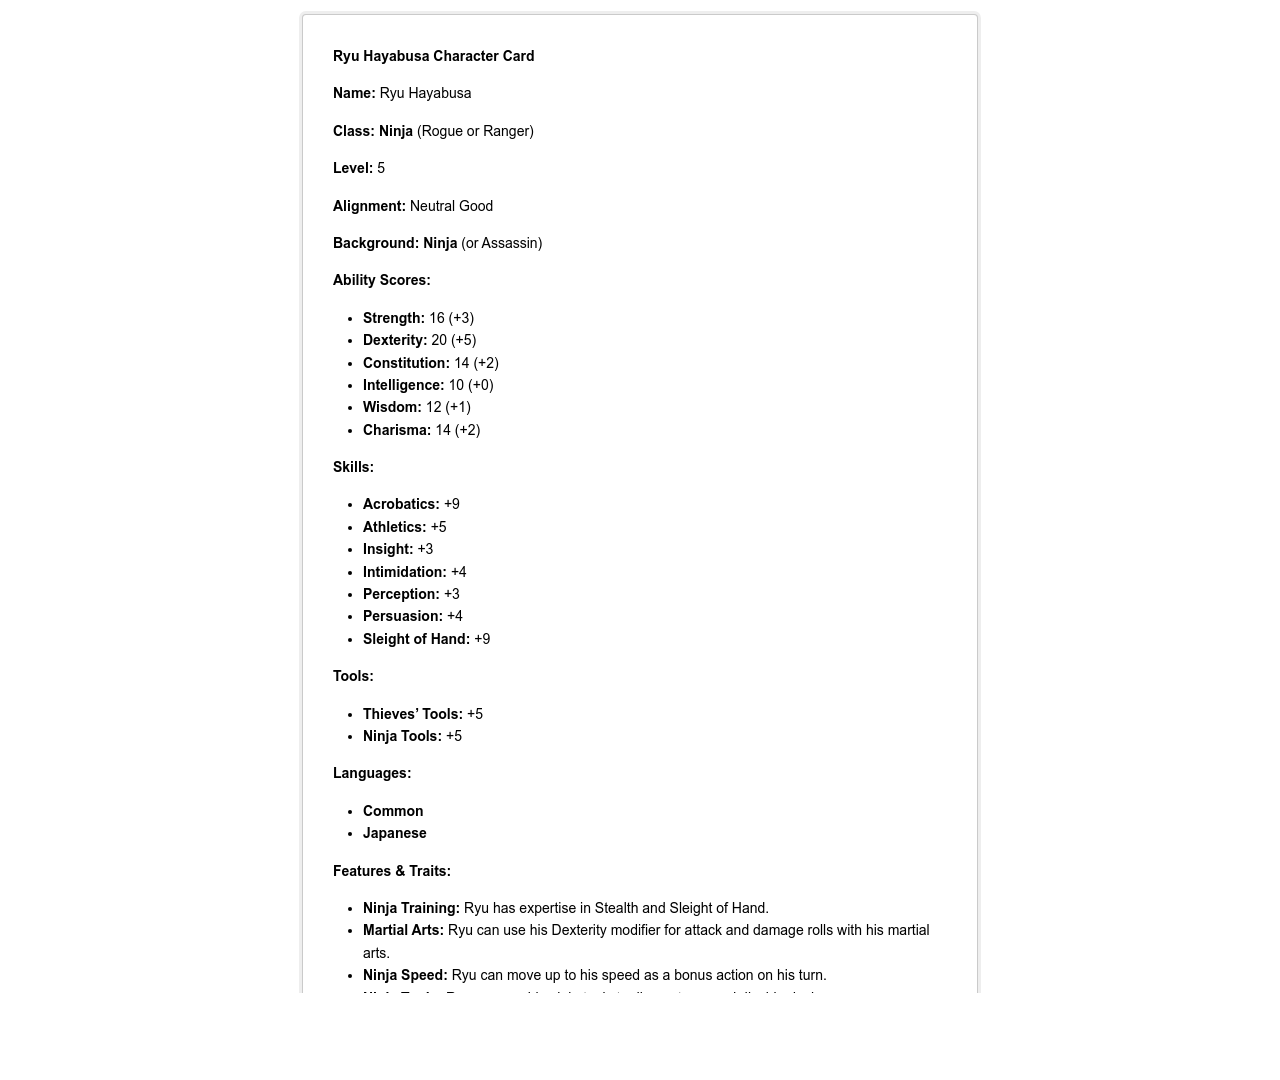 Ryu Hayabusa Character Card
Name: Ryu Hayabusa
Class: Ninja (Rogue or Ranger)
Level: 5
Alignment: Neutral Good
Background: Ninja (or Assassin)
Ability Scores:
• Strength: 16 (+3)
• Dexterity: 20 (+5)
• Constitution: 14 (+2)
• Intelligence: 10 (+0)
• Wisdom: 12 (+1)
• Charisma: 14 (+2)
Skills:
• Acrobatics: +9
• Athletics: +5
• Insight: +3
• Intimidation: +4
• Perception: +3
• Persuasion: +4
• Sleight of Hand: +9
Tools:
• Thieves’ Tools: +5
• Ninja Tools: +5
Languages:
• Common
• Japanese
Features & Traits:
• Ninja Training: Ryu has expertise in Stealth and Sleight of Hand.
• Martial Arts: Ryu can use his Dexterity modifier for attack and damage rolls with his martial
arts.
• Ninja Speed: Ryu can move up to his speed as a bonus action on his turn.